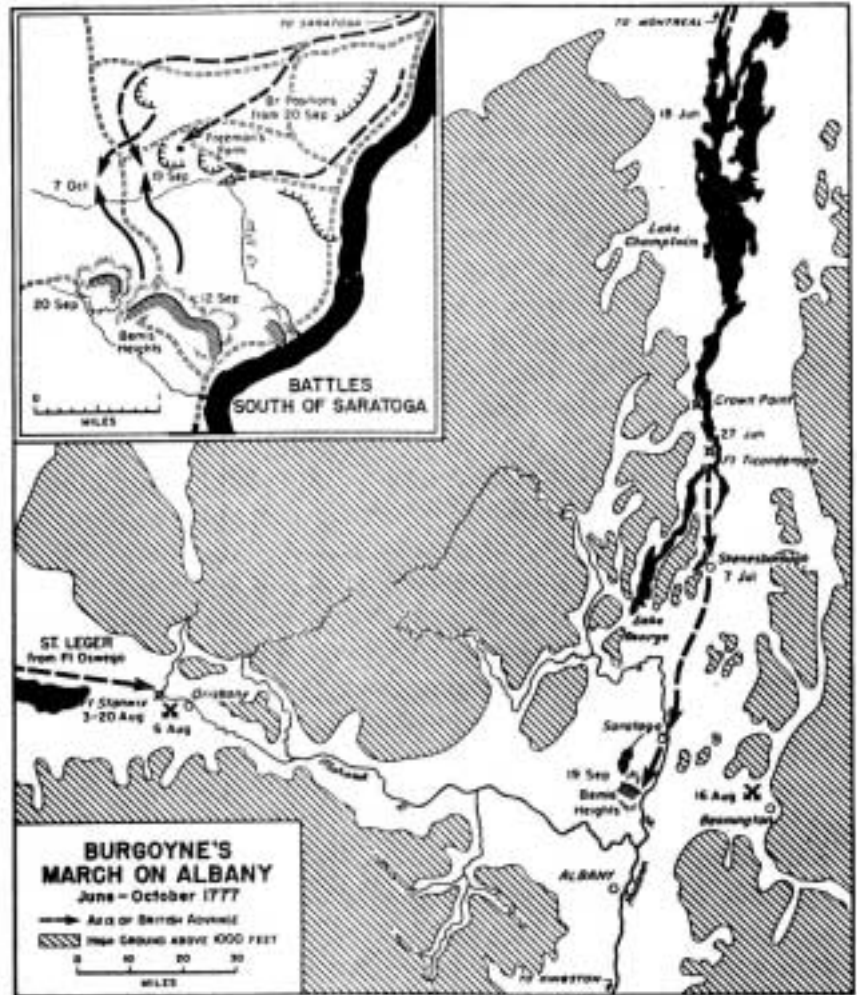 TO SARATOGA
Br Positions
from 20 Sep
Freeman's
Farm
19 Sep
7 Oct
Mill Cr
20 Sep
12 Sep
Bemis
Heights
BATTLES
SOUTH OF SARATOGA
0
MILES
TO MONTREAL
18 Jun
Lake
Champlain
Crown Point
27 Jun
Ft Ticonderoga
Skenesborough
7 Jul
Lake
George
ST. LEGER
from Ft Oswego
Ft Stanwix
3-20 Aug
Oriskany
6 Aug
Mohawk
Saratoga
19 Sep
Bemis
Heights
16 Aug
Bennington
ALBANY
TO KINGSTON
BURGOYNE'S
MARCH ON ALBANY
June - October 1777
AXIS OF BRITISH ADVANCE
HIGH GROUND ABOVE 1000 FEET
0 10 20 30
MILES